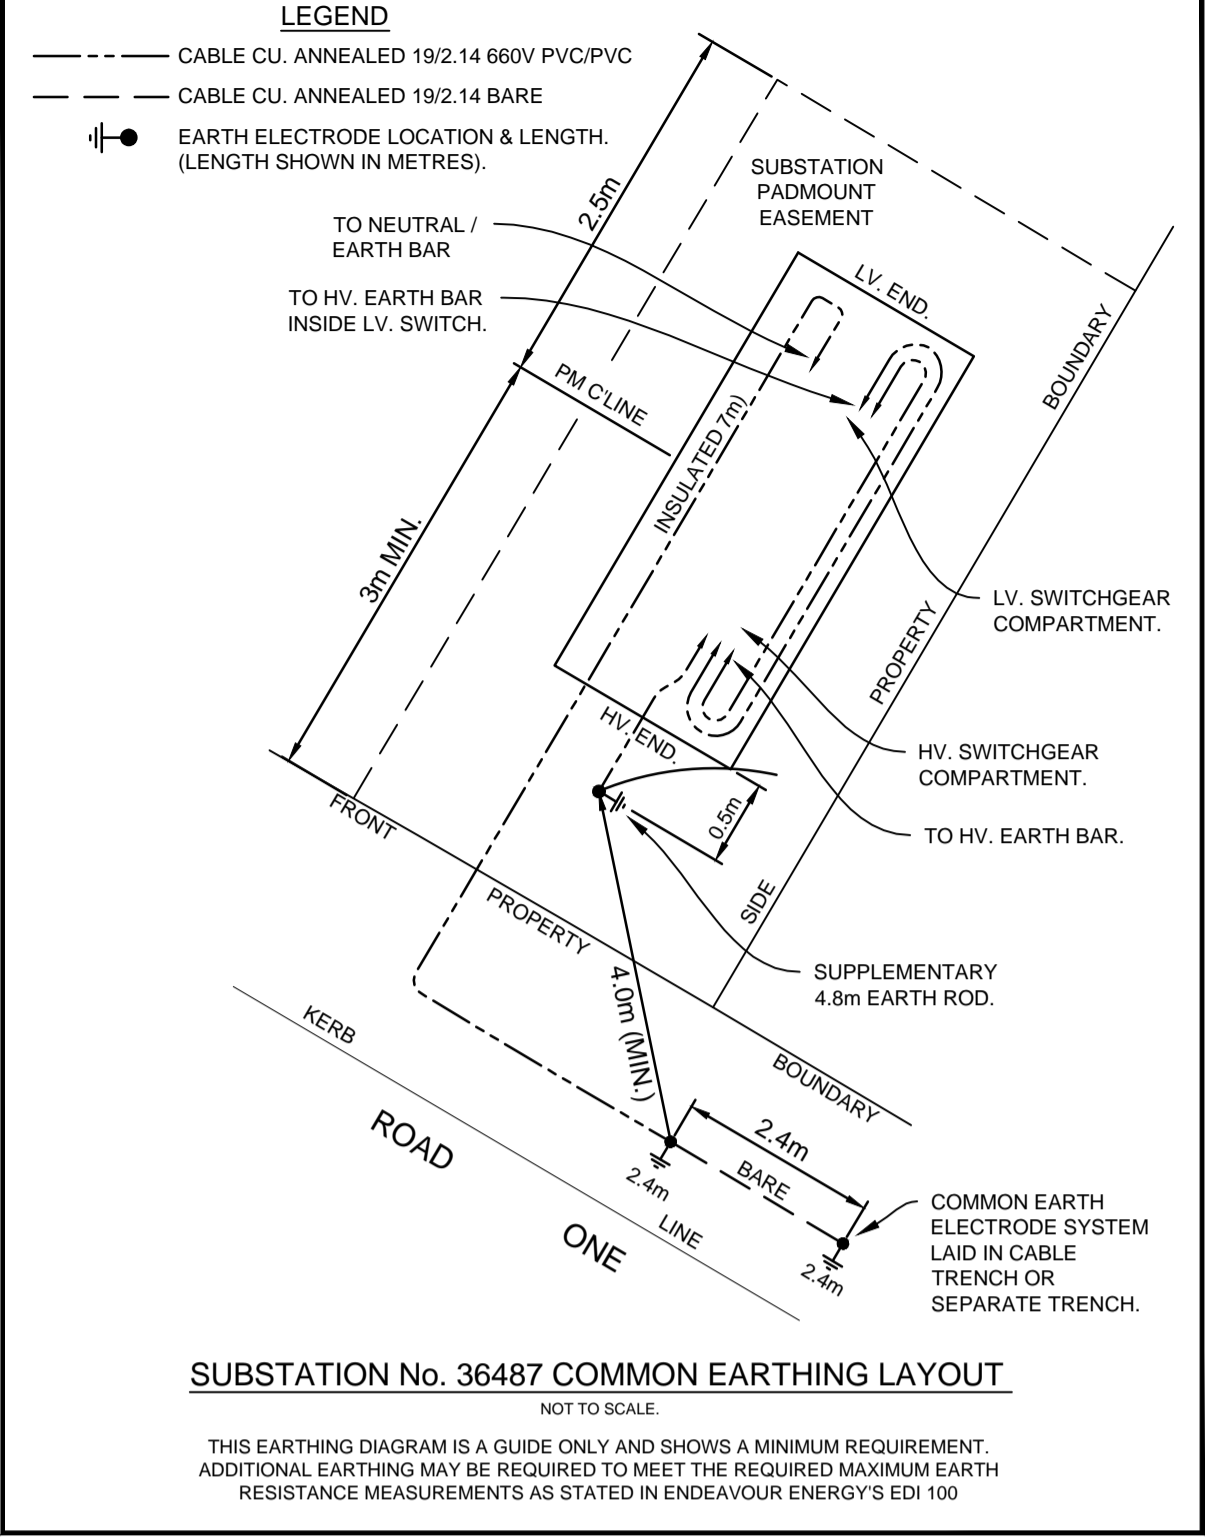 LEGEND
CABLE CU. ANNEALED 19/2.14 660V PVC/PVC
CABLE CU. ANNEALED 19/2.14 BARE
EARTH ELECTRODE LOCATION & LENGTH.
(LENGTH SHOWN IN METRES).
SUBSTATION
PADMOUNT
EASEMENT
2.5m
TO NEUTRAL /
EARTH BAR
TO HV. EARTH BAR
INSIDE LV. SWITCH.
LV. END.
PM C'LINE
INSULATED 7m)
3m MIN.
BOUNDARY
PROPERTY
SIDE
LV. SWITCHGEAR
COMPARTMENT.
HV. END.
HV. SWITCHGEAR
COMPARTMENT.
0.5m
TO HV. EARTH BAR.
FRONT
PROPERTY
BOUNDARY
SUPPLEMENTARY
4.8m EARTH ROD.
4.0m (MIN.)
KERB
LINE
ROAD
ONE
2.4m
BARE
2.4m
2.4m
COMMON EARTH
ELECTRODE SYSTEM
LAID IN CABLE
TRENCH OR
SEPARATE TRENCH.
SUBSTATION No. 36487 COMMON EARTHING LAYOUT
NOT TO SCALE.
THIS EARTHING DIAGRAM IS A GUIDE ONLY AND SHOWS A MINIMUM REQUIREMENT.
ADDITIONAL EARTHING MAY BE REQUIRED TO MEET THE REQUIRED MAXIMUM EARTH
RESISTANCE MEASUREMENTS AS STATED IN ENDEAVOUR ENERGY'S EDI 100